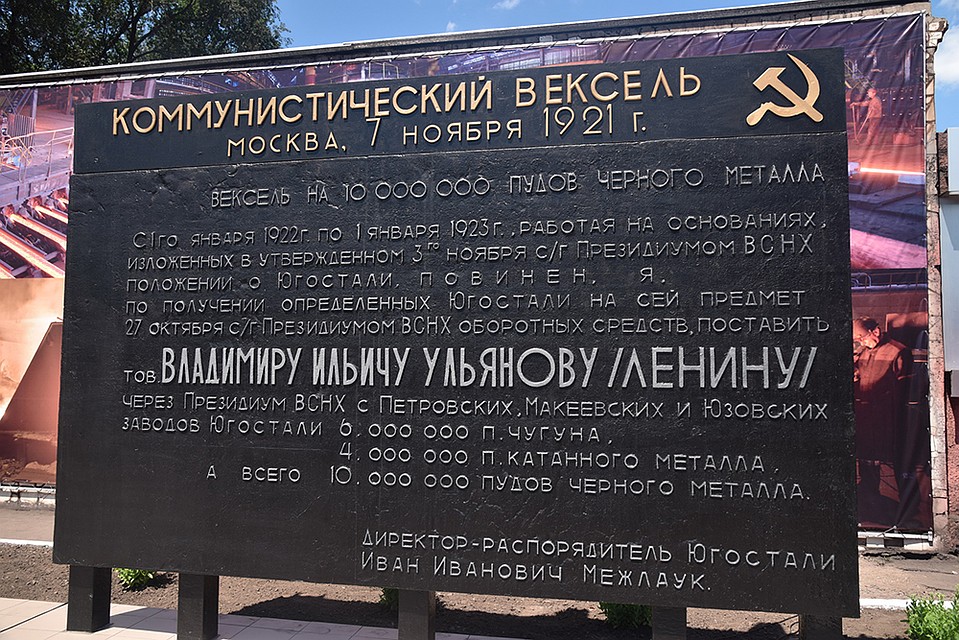 КОММУНИСТИЧЕСКИЙ ВЕКСЕЛЬ
МОСКВА, 7 НОЯБРЯ 1921 г.
ВЕКСЕЛЬ НА 10 000 000 ПУДОВ ЧЕРНОГО МЕТАЛЛА
С 1го ЯНВАРЯ 1922г. ПО 1 ЯНВАРЯ 1923г., РАБОТАЯ НА ОСНОВАНИЯХ,
ИЗЛОЖЕННЫХ В УТВЕРЖДЕННОМ 3го НОЯБРЯ С/Г ПРЕЗИДИУМОМ ВСНХ
ПОЛОЖЕНИИ О ЮГОСТАЛИ, ПОВИНЕН, Я.
ПО ПОЛУЧЕНИИ ОПРЕДЕЛЕННЫХ ЮГОСТАЛИ НА СЕЙ ПРЕДМЕТ
27 ОКТЯБРЯ С/Г ПРЕЗИДИУМОМ ВСНХ ОБОРОТНЫХ СРЕДСТВ, ПОСТАВИТЬ
ТОВ. ВЛАДИМИРУ ИЛЬИЧУ УЛЬЯНОВУ /ЛЕНИНУ/
ЧЕРЕЗ ПРЕЗИДИУМ ВСНХ С ПЕТРОВСКИХ, МАКЕЕВСКИХ И ЮЗОВСКИХ
ЗАВОДОВ ЮГОСТАЛИ 6.000 000 П. ЧУГУНА,
4.000 000 П. КАТАННОГО МЕТАЛЛА,
А ВСЕГО 10.000 000 ПУДОВ ЧЕРНОГО МЕТАЛЛА.
ДИРЕКТОР-РАСПОРЯДИТЕЛЬ ЮГОСТАЛИ
ИВАН ИВАНОВИЧ МЕЖЛАУК.